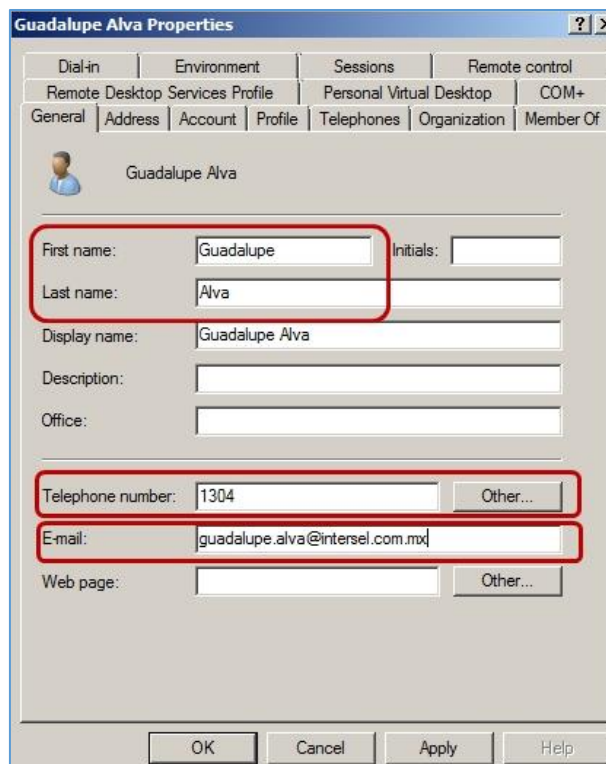 Guadalupe Alva Properties
Dial-in Environment Sessions Remote control
Remote Desktop Services Profile Personal Virtual Desktop COM+
General Address Account Profile Telephones Organization Member Of
Guadalupe Alva
First name: Guadalupe Initials:
Last name: Alva
Display name: Guadalupe Alva
Description:
Office:
Telephone number: 1304 Other...
E-mail: guadalupe.alva@intersel.com.mx
Web page: Other...
OK Cancel Apply Help